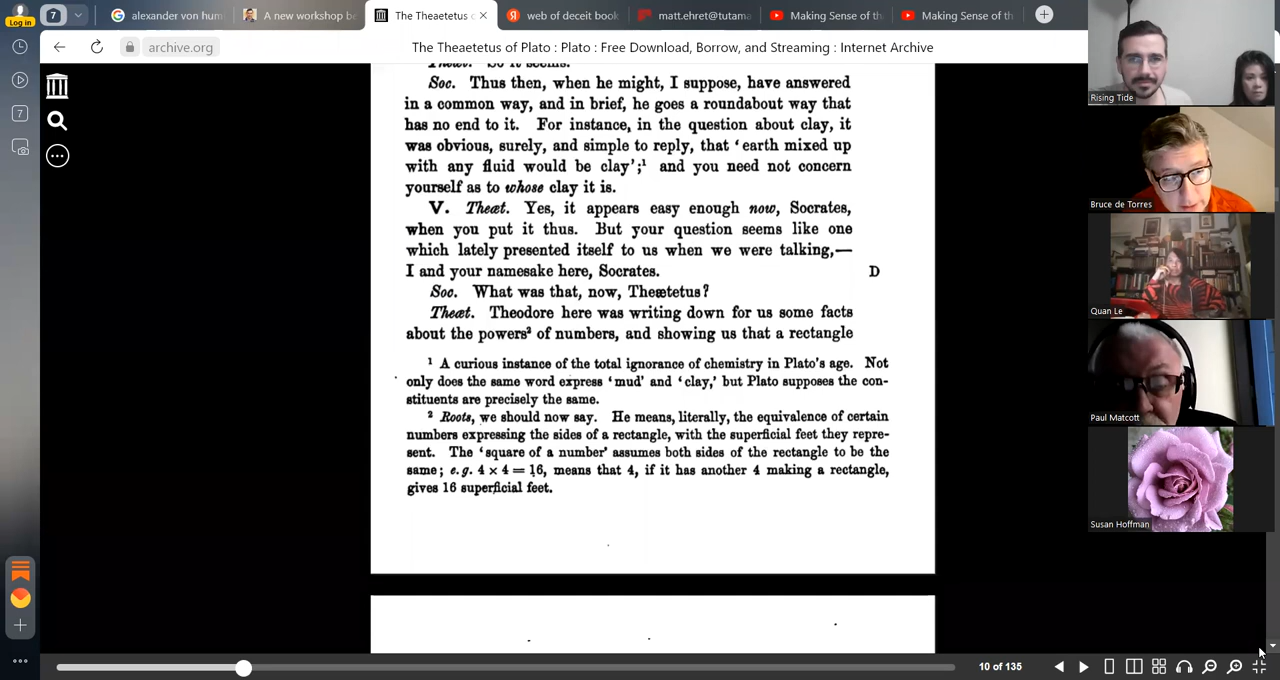 7
alexander von hum
A new workshop be
The Theaetetus c
web of deceit book
matt.ehret@tutama
Making Sense of th
Making Sense of th
Log in
archive.org
The Theaetetus of Plato : Plato : Free Download, Borrow, and Streaming : Internet Archive
7
Theæt. So it seems.
Soc. Thus then, when he might, I suppose, have answered
in a common way, and in brief, he goes a roundabout way that
has no end to it. For instance, in the question about clay, it
was obvious, surely, and simple to reply, that ‘earth mixed up
with any fluid would be clay’;¹ and you need not concern
yourself as to whose clay it is.
V. Theæt. Yes, it appears easy enough now, Socrates,
when you put it thus. But your question seems like one
which lately presented itself to us when we were talking,—
I and your namesake here, Socrates.
D
Soc. What was that, now, Theætetus?
Theæt. Theodore here was writing down for us some facts
about the powers² of numbers, and showing us that a rectangle
¹ A curious instance of the total ignorance of chemistry in Plato's age. Not
only does the same word express ‘mud’ and ‘clay,’ but Plato supposes the con-
stituents are precisely the same.
² Roots, we should now say. He means, literally, the equivalence of certain
numbers expressing the sides of a rectangle, with the superficial feet they repre-
sent. The ‘square of a number’ assumes both sides of the rectangle to be the
same; e.g. 4 × 4 = 16, means that 4, if it has another 4 making a rectangle,
gives 16 superficial feet.
10 of 135
Rising Tide
Bruce de Torres
Quan Le
Paul Matcott
Susan Hoffman